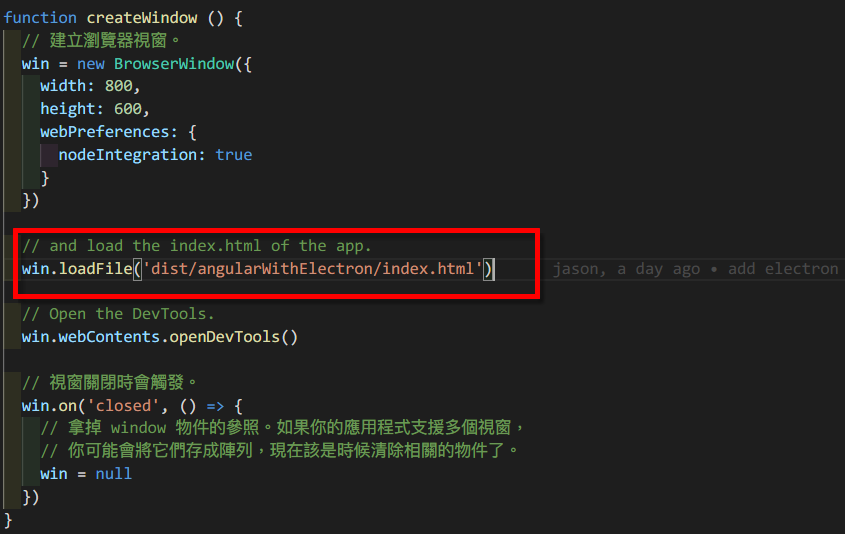 function createWindow () {
// 建立瀏覽器視窗。
win = new BrowserWindow({
width: 800,
height: 600,
webPreferences: {
nodeIntegration: true
}
})
// and load the index.html of the app.
win.loadFile('dist/angularWithElectron/index.html') jason, a day ago • add electron
// Open the DevTools.
win.webContents.openDevTools()
// 視窗關閉時會觸發。
win.on('closed', () => {
// 拿掉 window 物件的參照。如果你的應用程式支援多個視窗，
// 你可能會將它們存成陣列，現在該是時候清除相關的物件了。
win = null
})
}